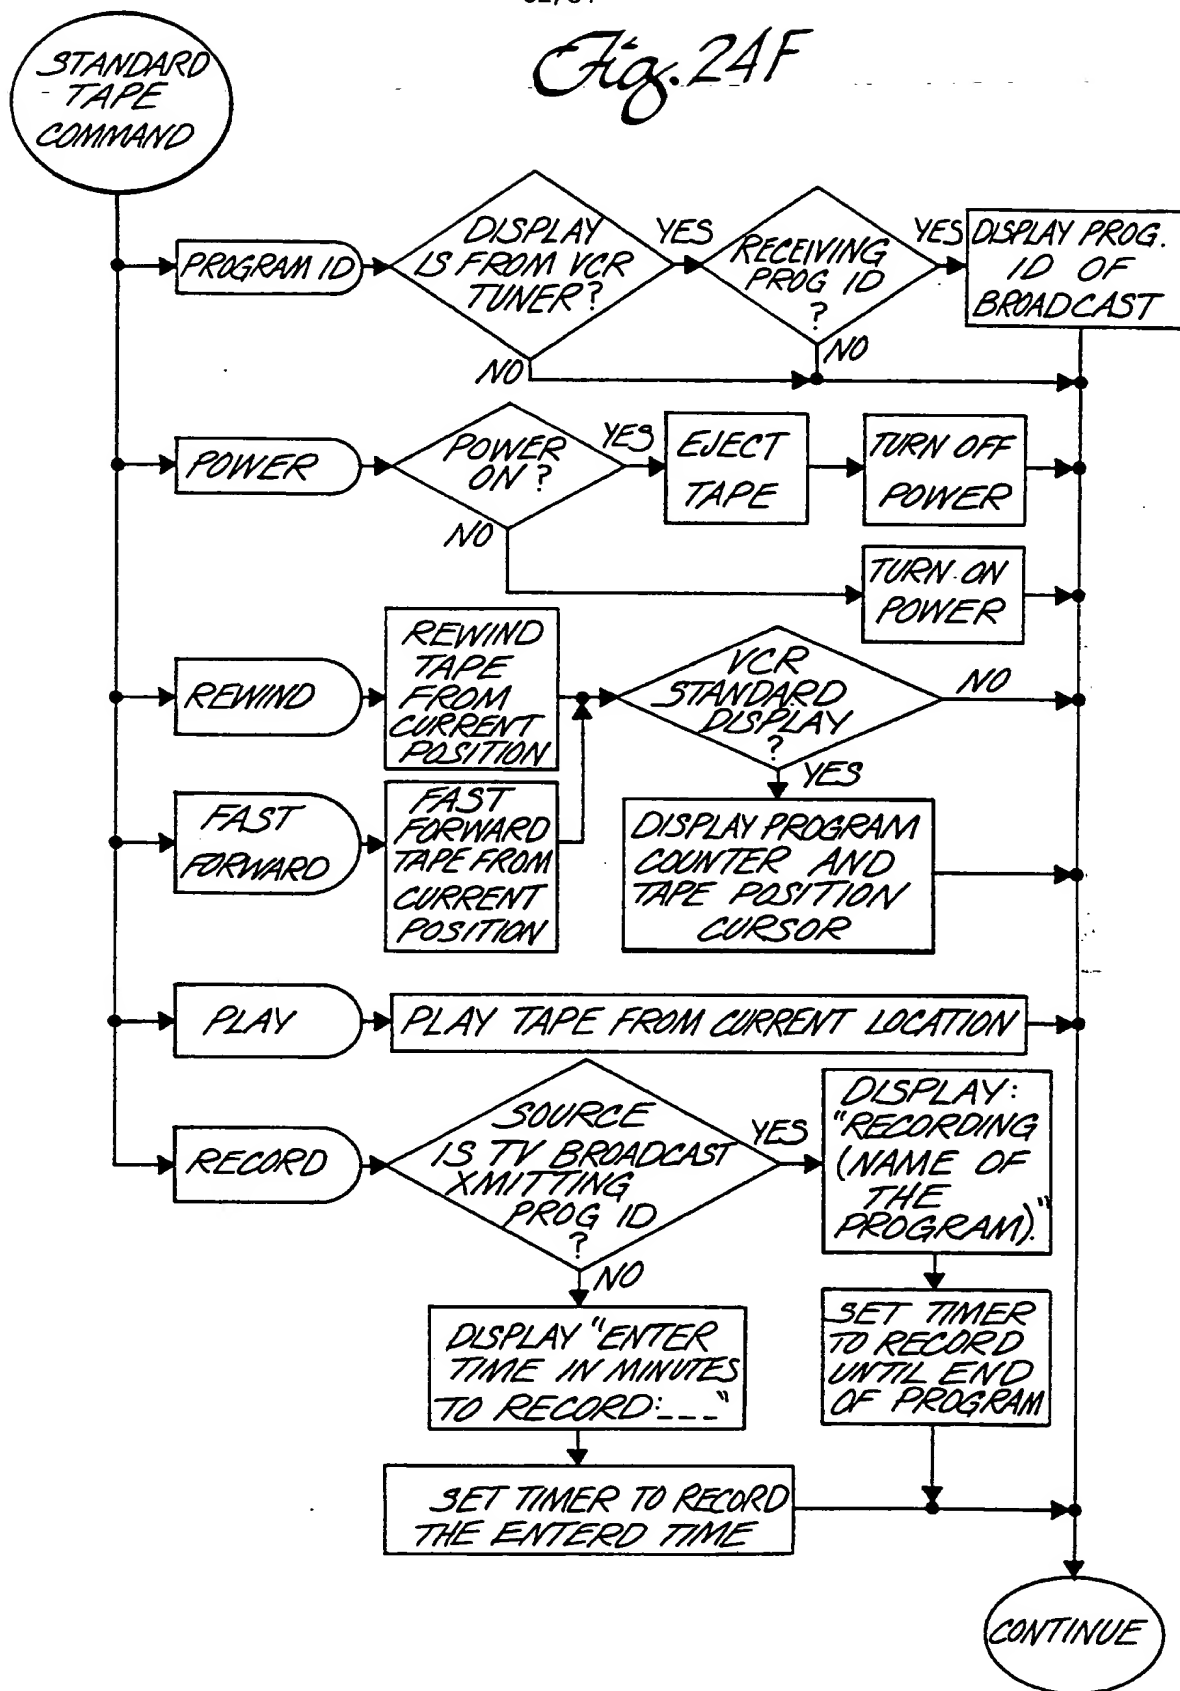 Fig. 24F
STANDARD
TAPE
COMMAND
PROGRAM ID
DISPLAY
IS FROM VCR
TUNER?
YES
NO
RECEIVING
PROG ID
?
YES
NO
DISPLAY PROG.
ID OF
BROADCAST
POWER
POWER
ON?
YES
NO
EJECT
TAPE
TURN OFF
POWER
TURN ON
POWER
REWIND
REWIND
TAPE
FROM
CURRENT
POSITION
VCR
STANDARD
DISPLAY
?
NO
YES
FAST
FORWARD
FAST
FORWARD
TAPE FROM
CURRENT
POSITION
DISPLAY PROGRAM
COUNTER AND
TAPE POSITION
CURSOR
PLAY
PLAY TAPE FROM CURRENT LOCATION
RECORD
SOURCE
IS TV BROADCAST
XMITTING
PROG ID
?
YES
NO
DISPLAY:
"RECORDING
(NAME OF
THE
PROGRAM)."
SET TIMER
TO RECORD
UNTIL END
OF PROGRAM
DISPLAY "ENTER
TIME IN MINUTES
TO RECORD:___"
SET TIMER TO RECORD
THE ENTERD TIME
CONTINUE